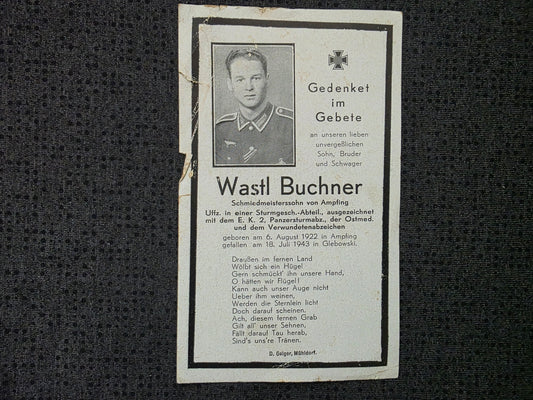 Gedenket
im
Gebete
an unseren lieben
unvergeßlichen
Sohn, Bruder
und Schwager
Wastl Buchner
Schmiedmeisterssohn von Ampfing
Uffz. in einer Sturmgesch.-Abteil., ausgezeichnet
mit dem E. K. 2, Panzersturmabz., der Ostmed.
und dem Verwundetenabzeichen
geboren am 6. August 1922 in Ampfing
gefallen am 18. Juli 1943 in Glebowski.
Draußen im fernen Land
Wölbt sich ein Hügel
Gern schmückt' ihn unsere Hand,
O hätten wir Flügel!
Kann auch unser Auge nicht
Ueber ihm weinen,
Werden die Sternlein licht
Doch darauf scheinen.
Ach, diesem fernen Grab
Gilt all' unser Sehnen,
Fällt darauf Tau herab,
Sind's uns're Tränen.
D. Geiger, Mühldorf.